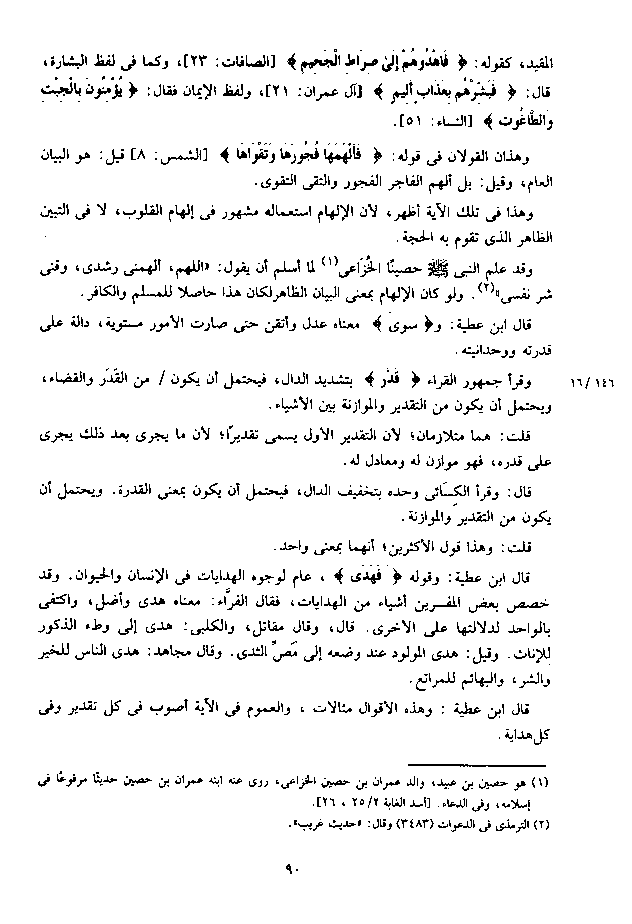 المقيد، كقوله: ﴿ فَاهْدُوهُمْ إِلَىٰ صِرَاطِ الْجَحِيمِ ﴾ [الصافات: ٢٣]، وكما فى لفظ البشارة،
قال: ﴿ فَبَشِّرْهُم بِعَذَابٍ أَلِيمٍ ﴾ [آل عمران: ٢١]، ولفظ الإيمان فقال: ﴿ يُؤْمِنُونَ بِالْجِبْتِ
وَالطَّاغُوتِ ﴾ [النساء: ٥١].
وهذان القولان فى قوله: ﴿ فَأَلْهَمَهَا فُجُورَهَا وَتَقْوَاهَا ﴾ [الشمس: ٨] قيل: هو البيان
العام، وقيل: بل ألهم الفاجر الفجور والتقى التقوى.
وهذا فى تلك الآية أظهر، لأن الإلهام استعماله مشهور فى إلهام القلوب، لا فى التبين
الظاهر الذى تقوم به الحجة.
وقد علم النبى ﷺ حصينًا الخُزَاعى(١) لما أسلم أن يقول: «اللهم، ألهمنى رشدى، وقنى
شر نفسى»(٢). ولو كان الإلهام بمعنى البيان الظاهرلكان هذا حاصلا للمسلم والكافر.
قال ابن عطية: و﴿ سوىٰ ﴾ معناه عدل وأتقن حتى صارت الأمور مستوية، دالة على
قدرته ووحدانيته.
وقرأ جمهور القراء ﴿ قَدَّر ﴾ بتشديد الدال، فيحتمل أن يكون / من القَدَر والقضاء،
١٦/١٤٦
ويحتمل أن يكون من التقدير والموازنة بين الأشياء.
قلت: هما متلازمان؛ لأن التقدير الأول يسمى تقديرًا؛ لأن ما يجرى بعد ذلك يجرى
على قدره، فهو موازن له ومعادل له.
قال: وقرأ الكسائى وحده بتخفيف الدال، فيحتمل أن يكون بمعنى القدرة. ويحتمل أن
يكون من التقدير والموازنة.
قلت: وهذا قول الأكثرين؛ أنهما بمعنى واحد.
قال ابن عطية: وقوله ﴿ فَهَدَى ﴾ ، عام لوجوه الهدايات فى الإنسان والحيوان. وقد
خصص بعض المفسرين أشياء من الهدايات، فقال الفرَّاء: معناه هدى وأضل، واكتفى
بالواحد لدلالتها على الأخرى. قال، وقال مقاتل، والكلبى: هدى إلى وطء الذكور
للإناث. وقيل: هدى المولود عند وضعه إلى مَصِّ الثدى. وقال مجاهد: هدى الناس للخير
والشر، والبهائم للمراتع.
قال ابن عطية : وهذه الأقوال مثالات ، والعموم فى الآية أصوب فى كل تقدير وفى
كل هداية.
(١) هو حصين بن عبيد، والد عمران بن حصين الخزاعى، روى عنه ابنه عمران بن حصين حديثًا مرفوعًا فى
إسلامه، وفى الدعاء. [أسد الغابة ٢/ ٢٥ ، ٢٦].
(٢) الترمذى فى الدعوات (٣٤٨٣) وقال: «حديث غريب».
٩٠